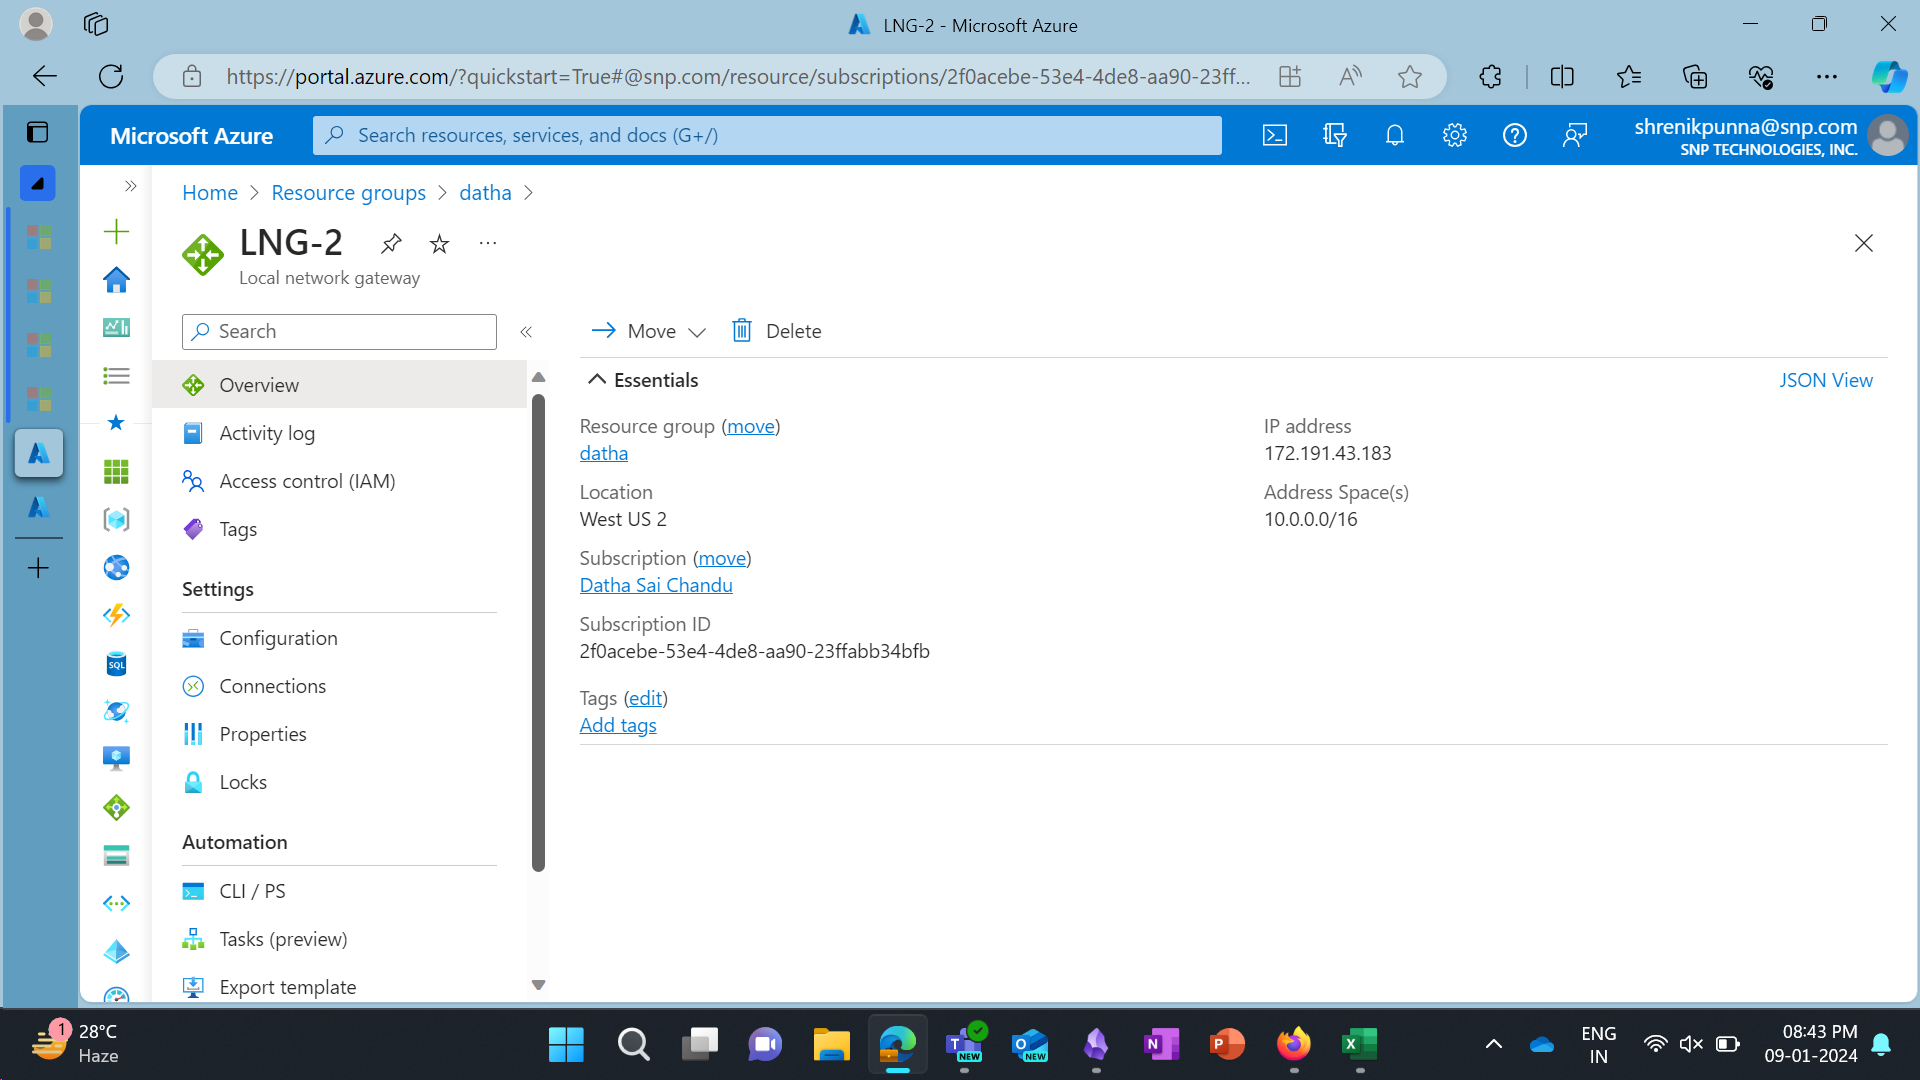 LNG-2 - Microsoft Azure
https://portal.azure.com/?quickstart=True#@snp.com/resource/subscriptions/2f0acebe-53e4-4de8-aa90-23ff...
Microsoft Azure
Search resources, services, and docs (G+/)
shrenikpunna@snp.com
SNP TECHNOLOGIES, INC.
Home > Resource groups > datha >
LNG-2
Local network gateway
Search
Move
Delete
Overview
Activity log
Access control (IAM)
Tags
Settings
Configuration
Connections
Properties
Locks
Automation
CLI / PS
Tasks (preview)
Export template
Essentials
JSON View
Resource group (move)
datha
Location
West US 2
Subscription (move)
Datha Sai Chandu
Subscription ID
2f0acebe-53e4-4de8-aa90-23ffabb34bfb
Tags (edit)
Add tags
IP address
172.191.43.183
Address Space(s)
10.0.0.0/16
SQL
1
28°C
Haze
T
NEW
O
NEW
N
P
X
ENG
IN
08:43 PM
09-01-2024